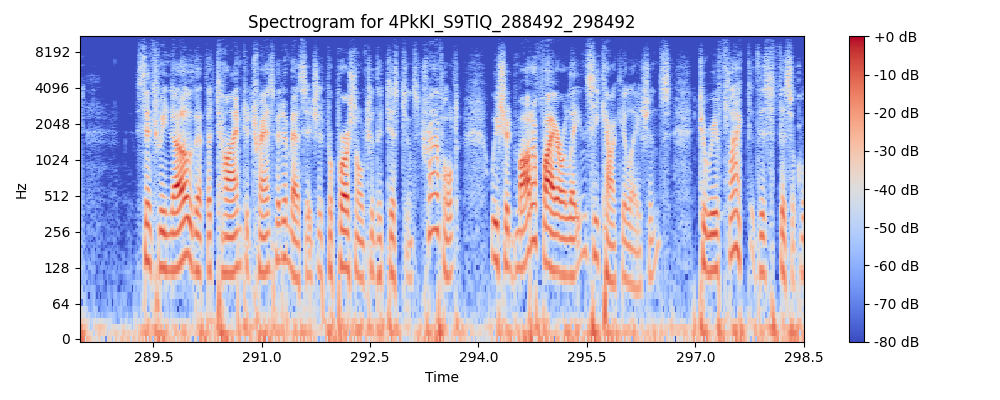 Spectrogram for 4PkKI_S9TIQ_288492_298492
8192
4096
2048
1024
512
256
128
64
0
Hz
289.5 291.0 292.5 294.0 295.5 297.0 298.5
Time
+0 dB
-10 dB
-20 dB
-30 dB
-40 dB
-50 dB
-60 dB
-70 dB
-80 dB